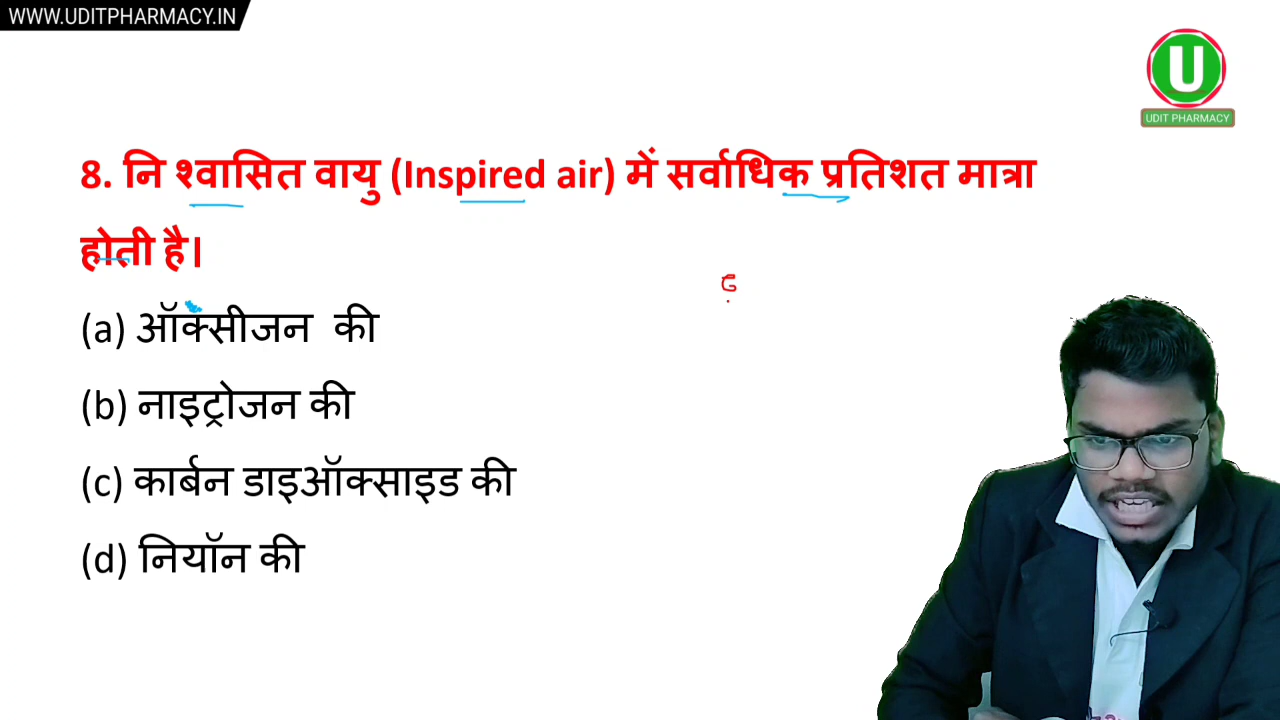 WWW.UDITPHARMACY.IN
U
UDIT PHARMACY
8. नि श्वासित वायु (Inspired air) में सर्वाधिक प्रतिशत मात्रा
होती है।
(a) ऑक्सीजन की
(b) नाइट्रोजन की
(c) कार्बन डाइऑक्साइड की
(d) नियॉन की